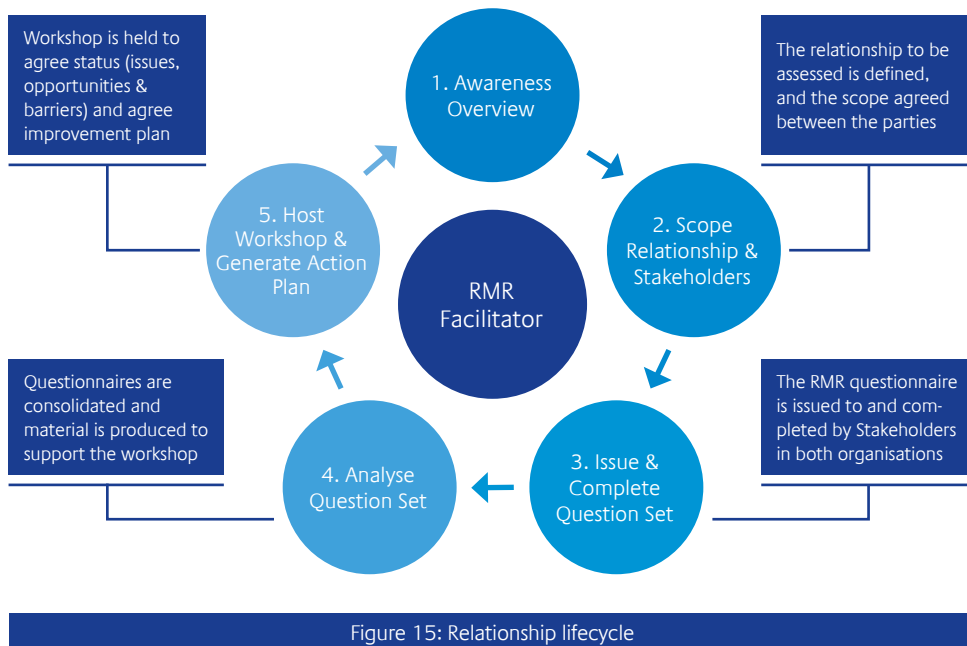 Workshop is held to
agree status (issues,
opportunities &
barriers) and agree
improvement plan
1. Awareness
Overview
The relationship to be
assessed is defined,
and the scope agreed
between the parties
5. Host
Workshop &
Generate Action
Plan
2. Scope
Relationship &
Stakeholders
RMR
Facilitator
Questionnaires are
consolidated and
material is produced to
support the workshop
4. Analyse
Question Set
3. Issue &
Complete
Question Set
The RMR questionnaire
is issued to and com-
pleted by Stakeholders
in both organisations
Figure 15: Relationship lifecycle